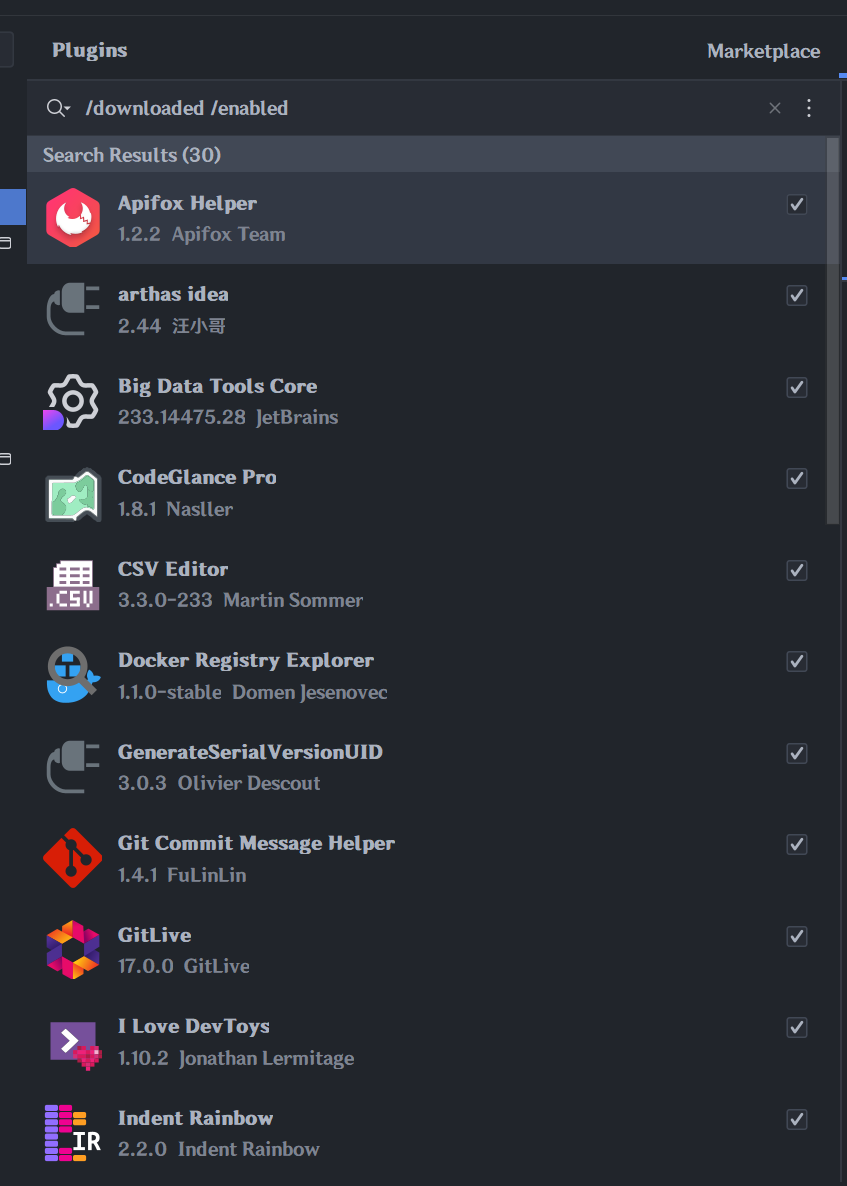 Plugins
Marketplace
/downloaded /enabled
Search Results (30)
Apifox Helper
1.2.2 Apifox Team
arthas idea
2.44 汪小哥
Big Data Tools Core
233.14475.28 JetBrains
CodeGlance Pro
1.8.1 Nasller
CSV Editor
.CSV
3.3.0-233 Martin Sommer
Docker Registry Explorer
1.1.0-stable Domen Jesenovec
GenerateSerialVersionUID
3.0.3 Olivier Descout
Git Commit Message Helper
1.4.1 FuLinLin
GitLive
17.0.0 GitLive
I Love DevToys
1.10.2 Jonathan Lermitage
Indent Rainbow
IR
2.2.0 Indent Rainbow